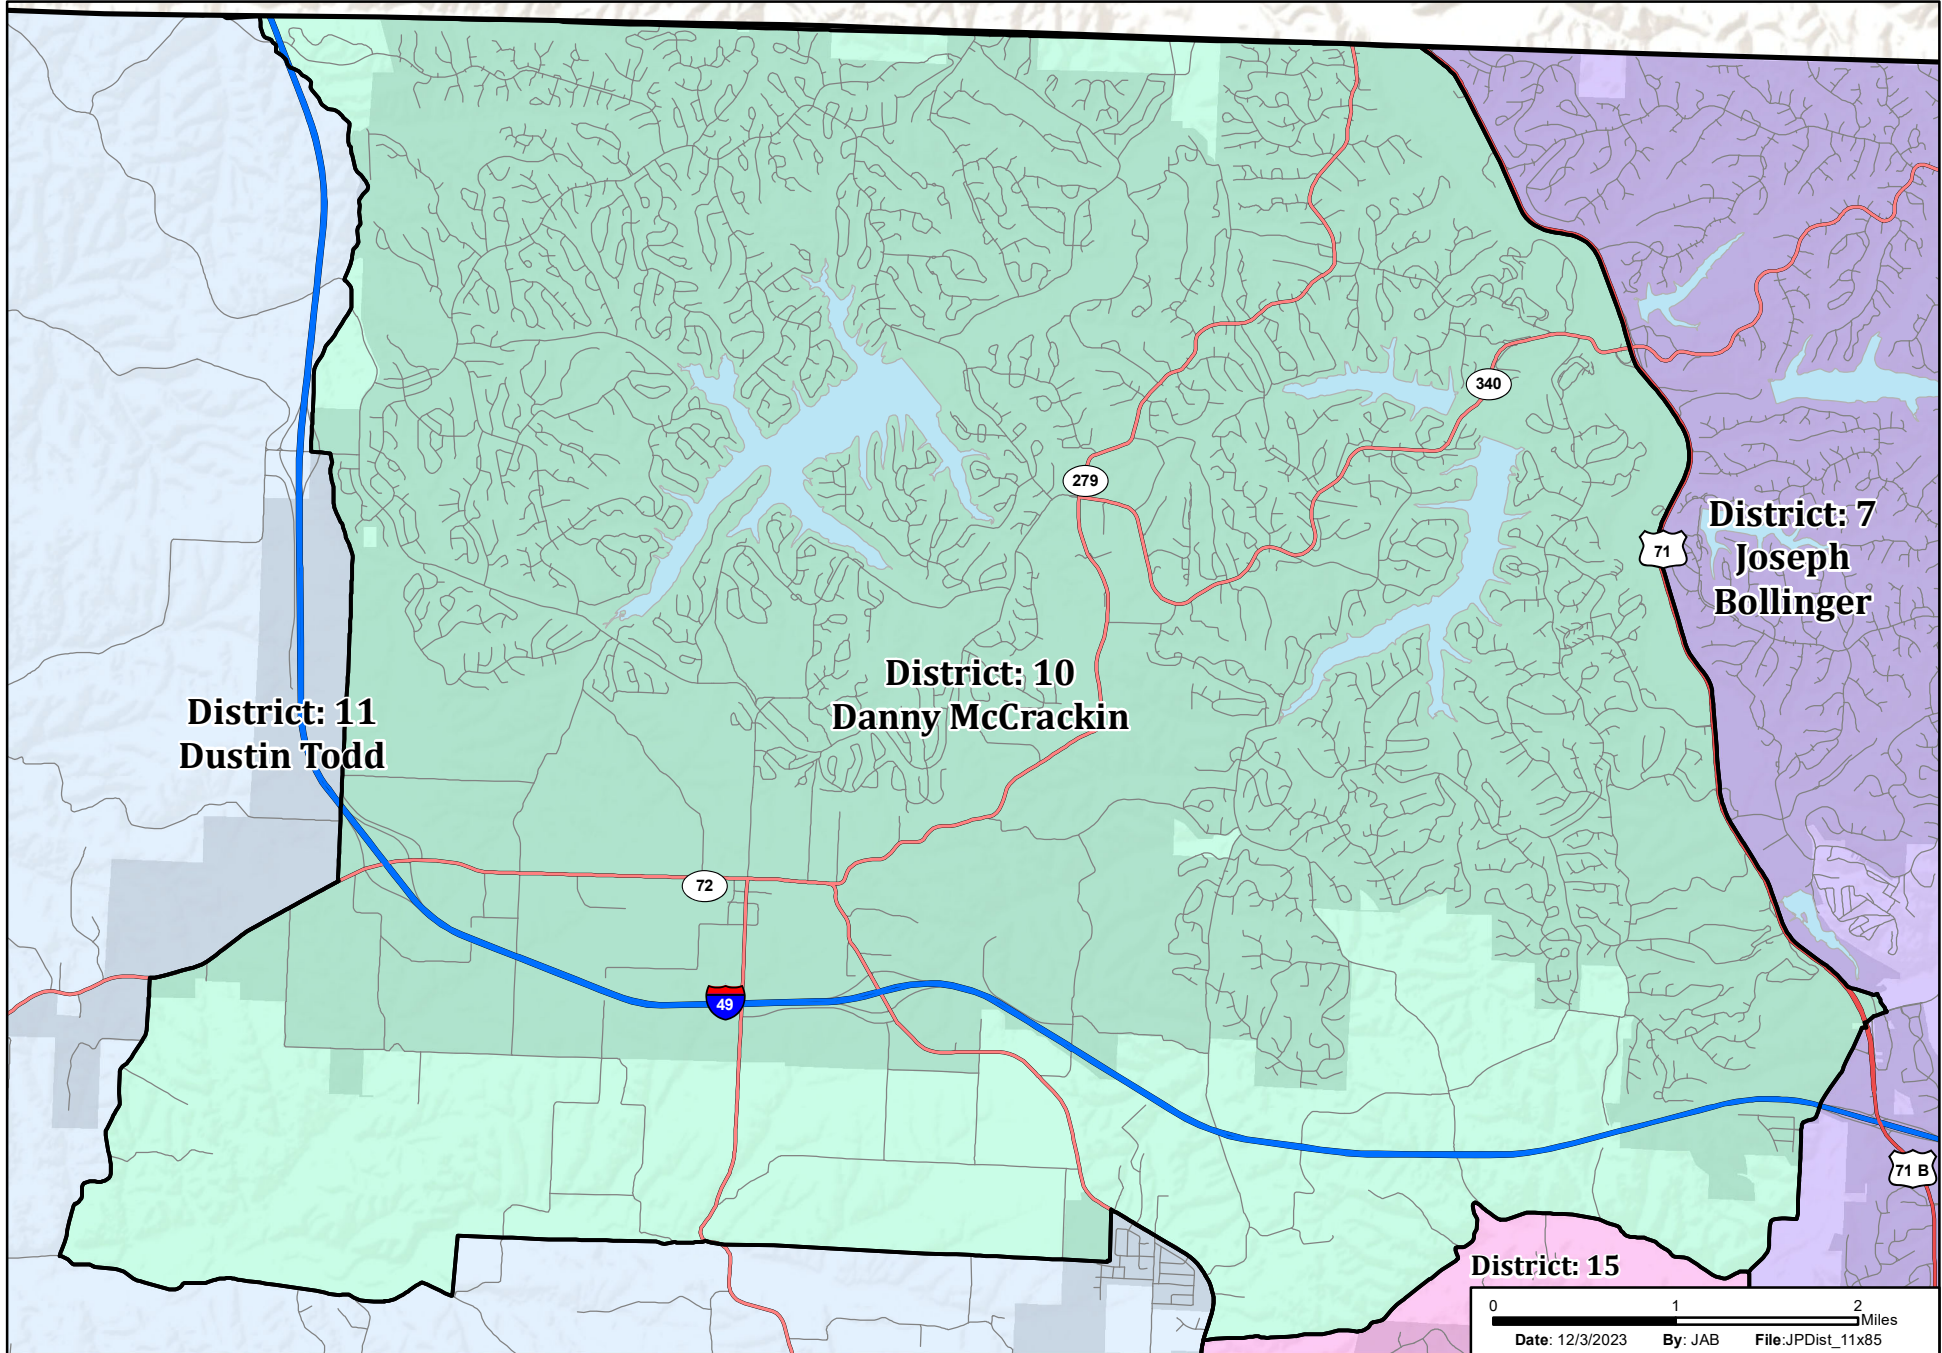 340
279
District: 7
Joseph
Bollinger
71
District: 10
Danny McCrackin
District: 11
Dustin Todd
72
49
71 B
District: 15
0 1 2
Miles
Date: 12/3/2023 By: JAB File:JPDist_11x85